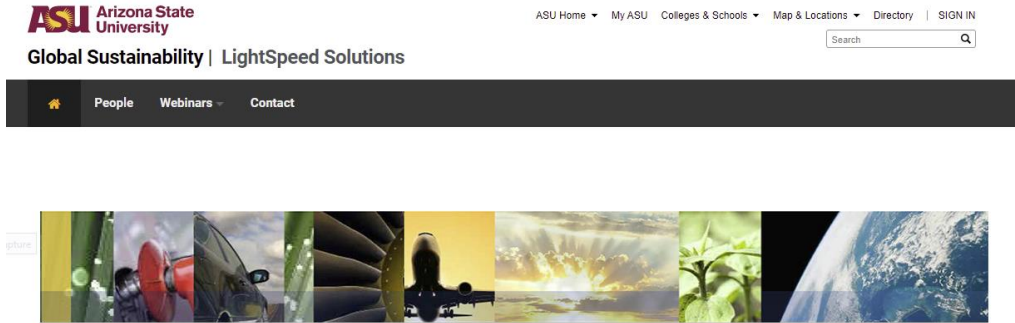 ASU Arizona State University
ASU Home My ASU Colleges & Schools Map & Locations Directory | SIGN IN
Search
Global Sustainability | LightSpeed Solutions
People Webinars Contact